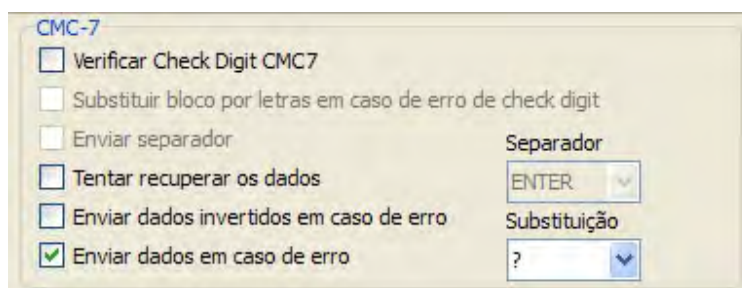 CMC-7
Verificar Check Digit CMC7
Substituir bloco por letras em caso de erro de check digit
Enviar separador
Separador
Tentar recuperar os dados
ENTER
Enviar dados invertidos em caso de erro
Substituição
Enviar dados em caso de erro
?